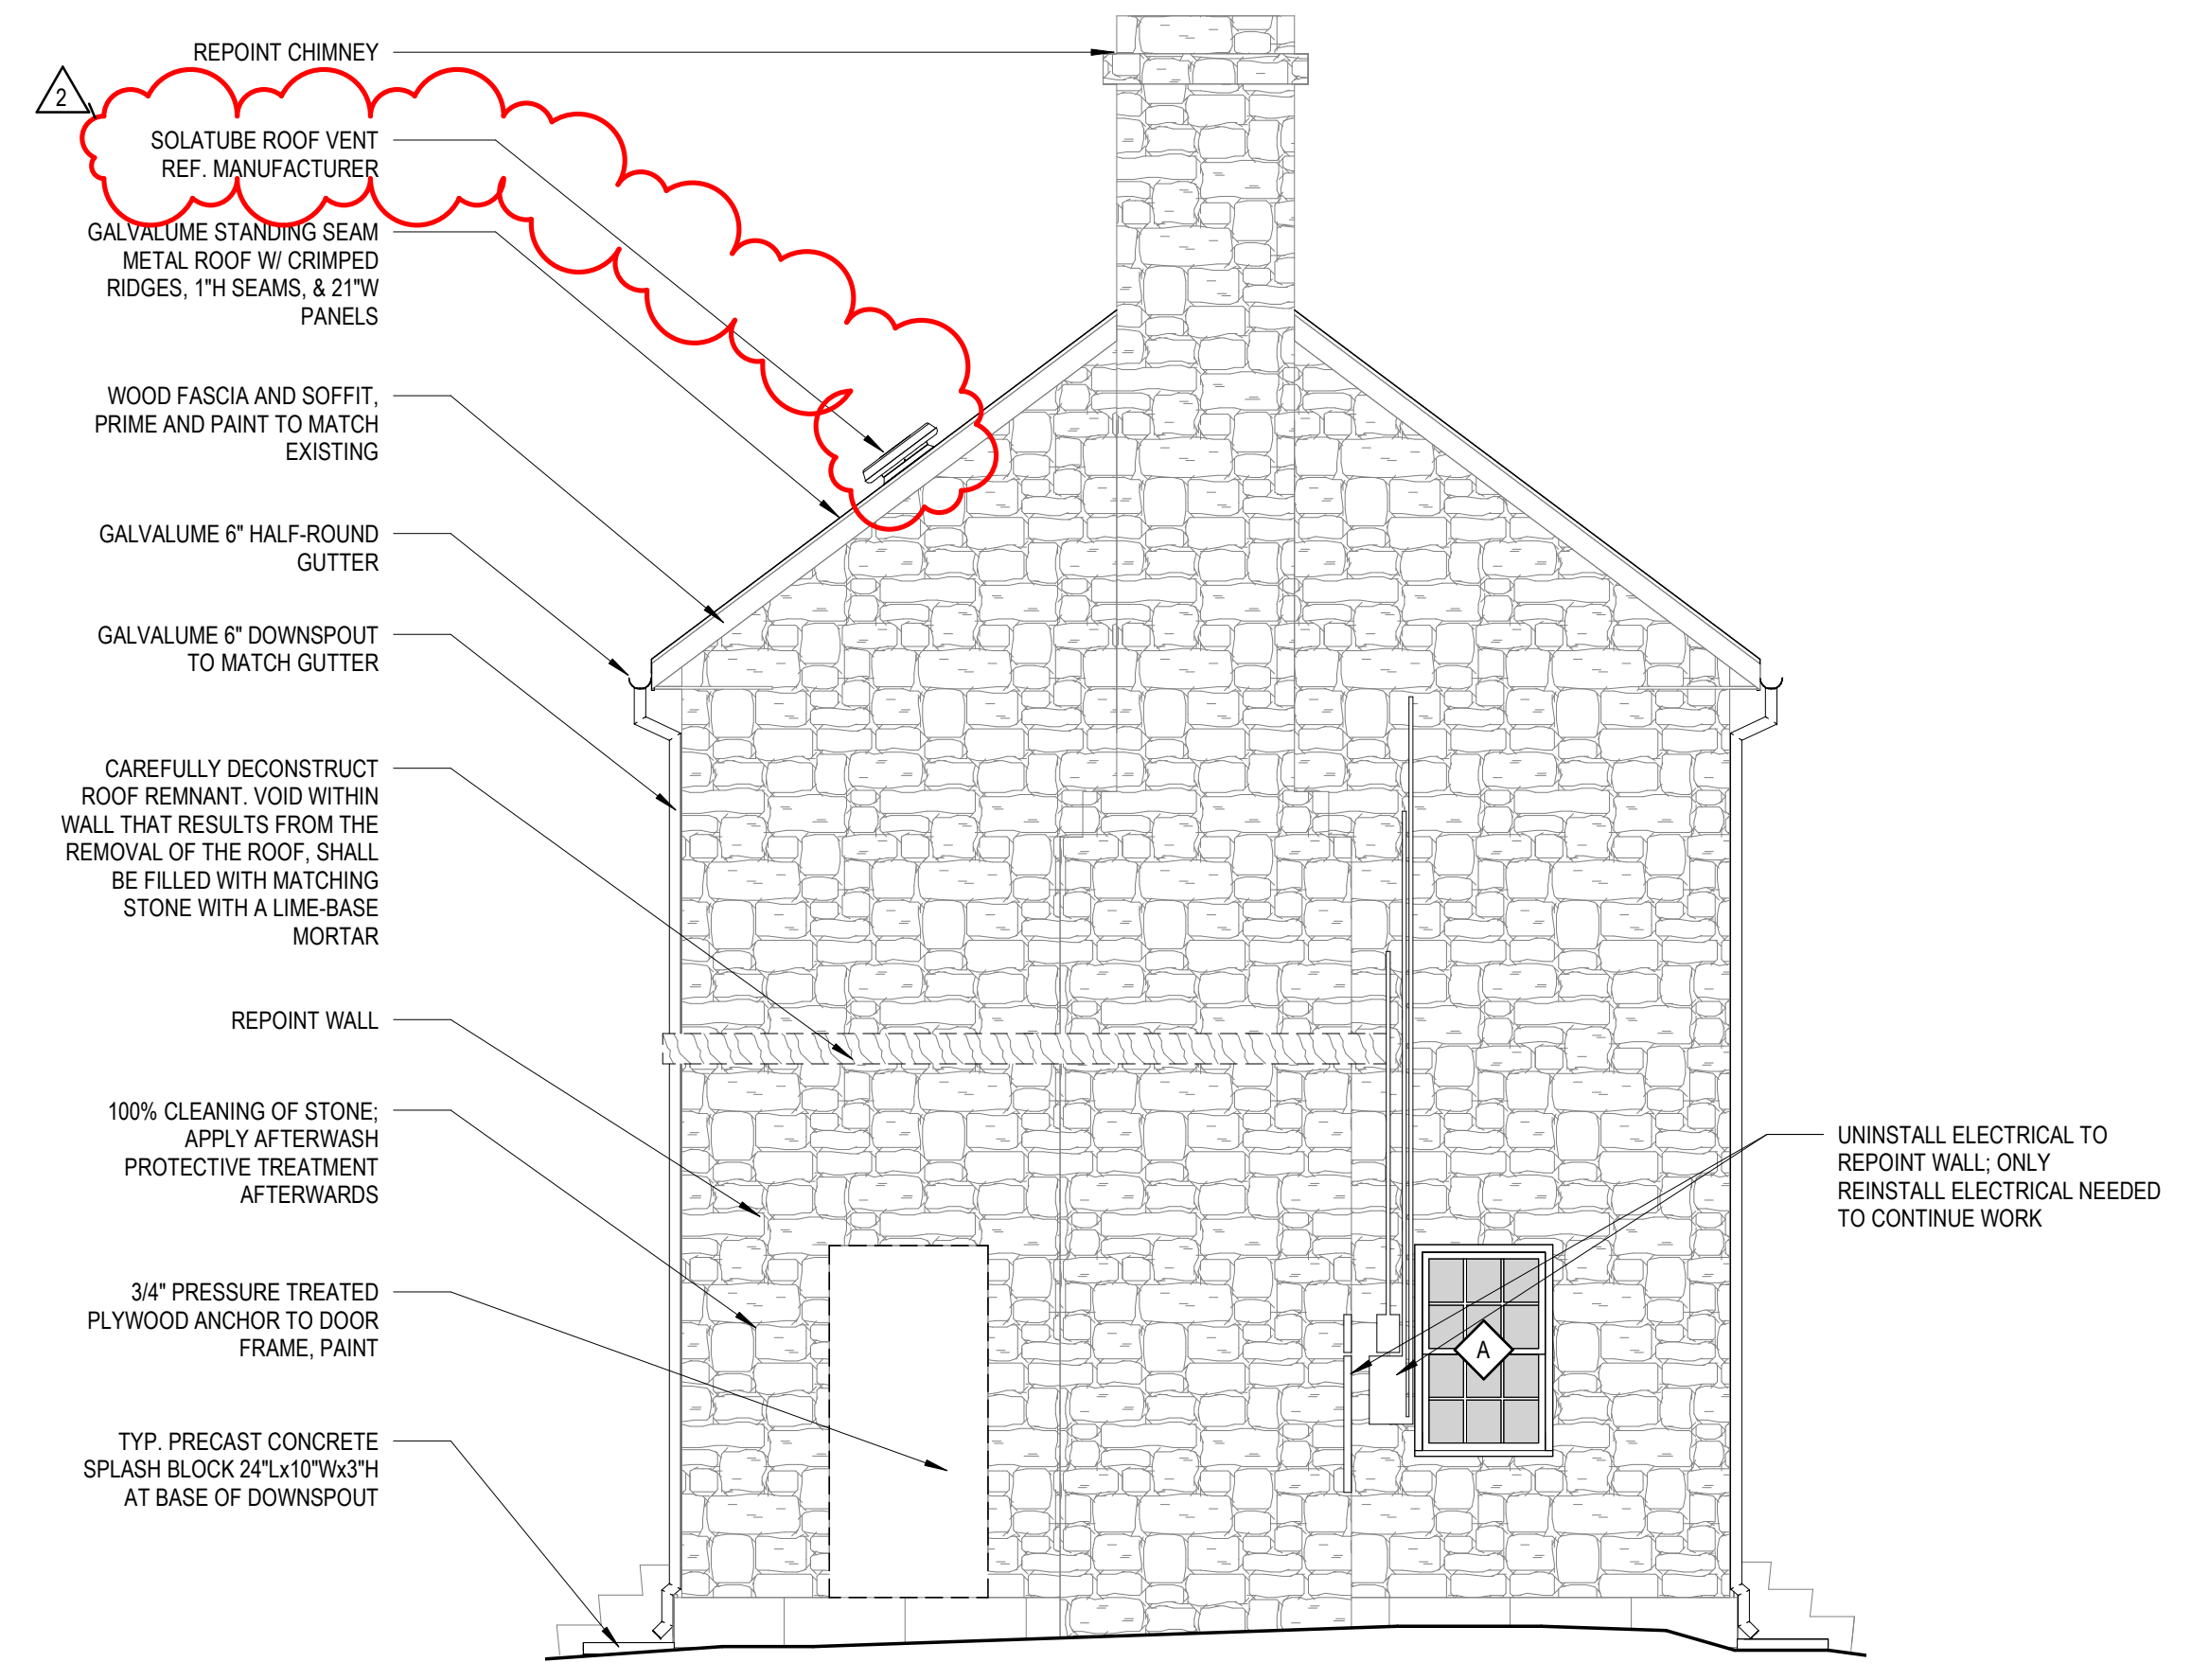 REPOINT CHIMNEY
2
SOLATUBE ROOF VENT
REF. MANUFACTURER
GALVALUME STANDING SEAM
METAL ROOF W/ CRIMPED
RIDGES, 1"H SEAMS, & 21"W
PANELS
WOOD FASCIA AND SOFFIT,
PRIME AND PAINT TO MATCH
EXISTING
GALVALUME 6" HALF-ROUND
GUTTER
GALVALUME 6" DOWNSPOUT
TO MATCH GUTTER
CAREFULLY DECONSTRUCT
ROOF REMNANT. VOID WITHIN
WALL THAT RESULTS FROM THE
REMOVAL OF THE ROOF, SHALL
BE FILLED WITH MATCHING
STONE WITH A LIME-BASE
MORTAR
REPOINT WALL
100% CLEANING OF STONE;
APPLY AFTERWASH
PROTECTIVE TREATMENT
AFTERWARDS
3/4" PRESSURE TREATED
PLYWOOD ANCHOR TO DOOR
FRAME, PAINT
TYP. PRECAST CONCRETE
SPLASH BLOCK 24"Lx10"Wx3"H
AT BASE OF DOWNSPOUT
UNINSTALL ELECTRICAL TO
REPOINT WALL; ONLY
REINSTALL ELECTRICAL NEEDED
TO CONTINUE WORK
A